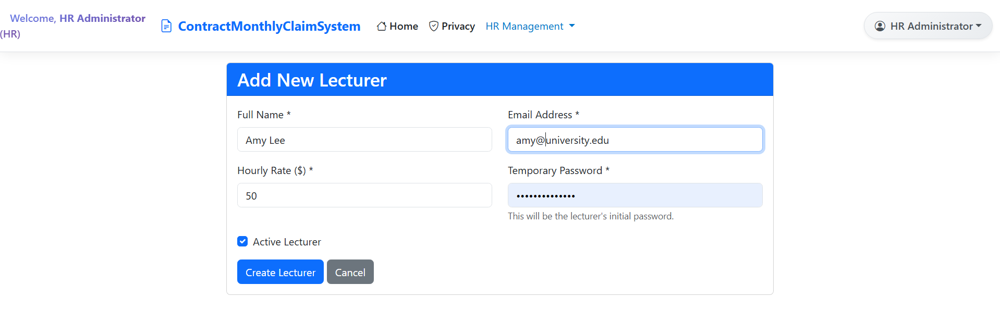 Welcome, HR Administrator
(HR)
ContractMonthlyClaimSystem
Home
Privacy
HR Management
HR Administrator
Add New Lecturer
Full Name *
Email Address *
Amy Lee
amy@university.edu
Hourly Rate ($) *
Temporary Password *
50
••••••••••••••
This will be the lecturer's initial password.
Active Lecturer
Create Lecturer
Cancel